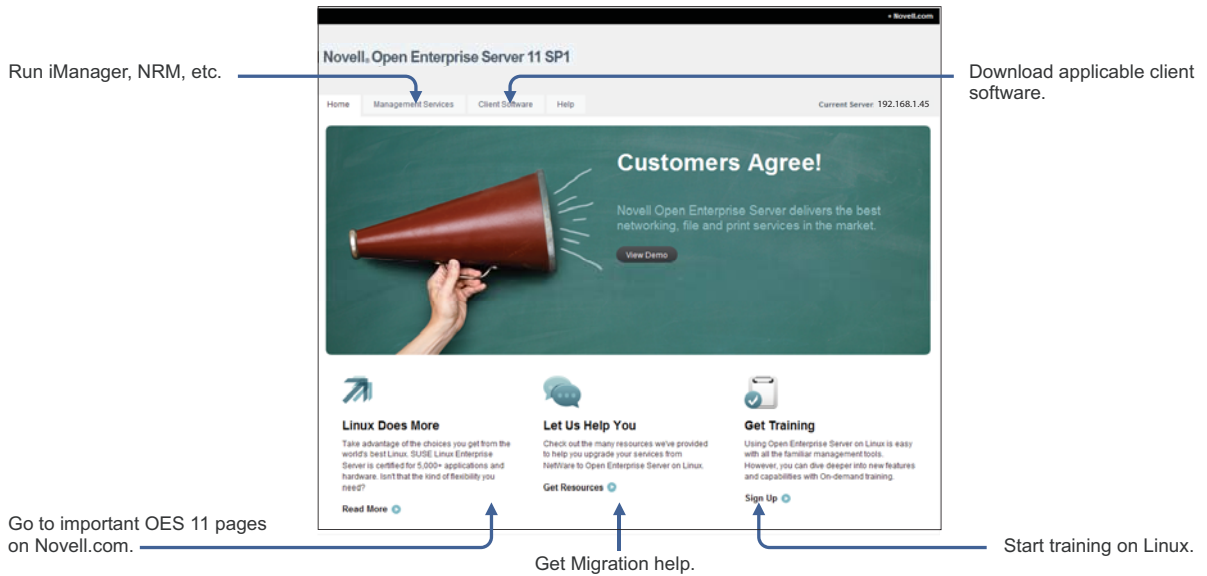 • Novell.com
Novell® Open Enterprise Server 11 SP1
Run iManager, NRM, etc.
Download applicable client
software.
Home Management Services Client Software Help Current Server 192.168.1.45
Customers Agree!
Novell Open Enterprise Server delivers the best
networking, file and print services in the market.
View Demo
Linux Does More
Take advantage of the choices you get from the
world's best Linux. SUSE Linux Enterprise
Server is certified for 5,000+ applications and
hardware. Isn't that the kind of flexibility you
need?
Read More
Let Us Help You
Check out the many resources we've provided
to help you upgrade your services from
NetWare to Open Enterprise Server on Linux.
Get Resources
Get Training
Using Open Enterprise Server on Linux is easy
with all the familiar management tools.
However, you can dive deeper into new features
and capabilities with On-demand training.
Sign Up
Go to important OES 11 pages
on Novell.com.
Get Migration help.
Start training on Linux.